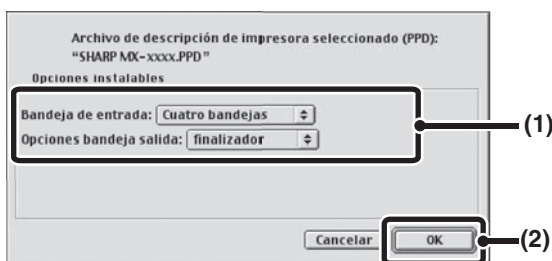 Archivo de descripción de impresora seleccionado (PPD):
“SHARP MX-xxxx.PPD”
Opciones instalables
Bandeja de entrada: Cuatro bandejas
(1)
Opciones bandeja salida: finalizador
Cancelar OK
(2)